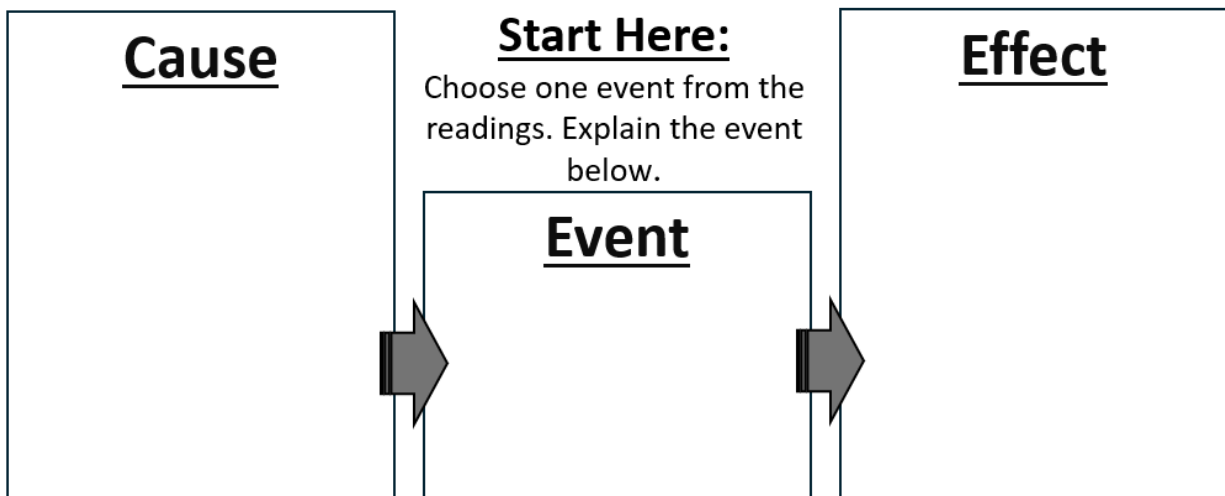 Cause
Start Here:
Choose one event from the
readings. Explain the event
below.
Event
Effect